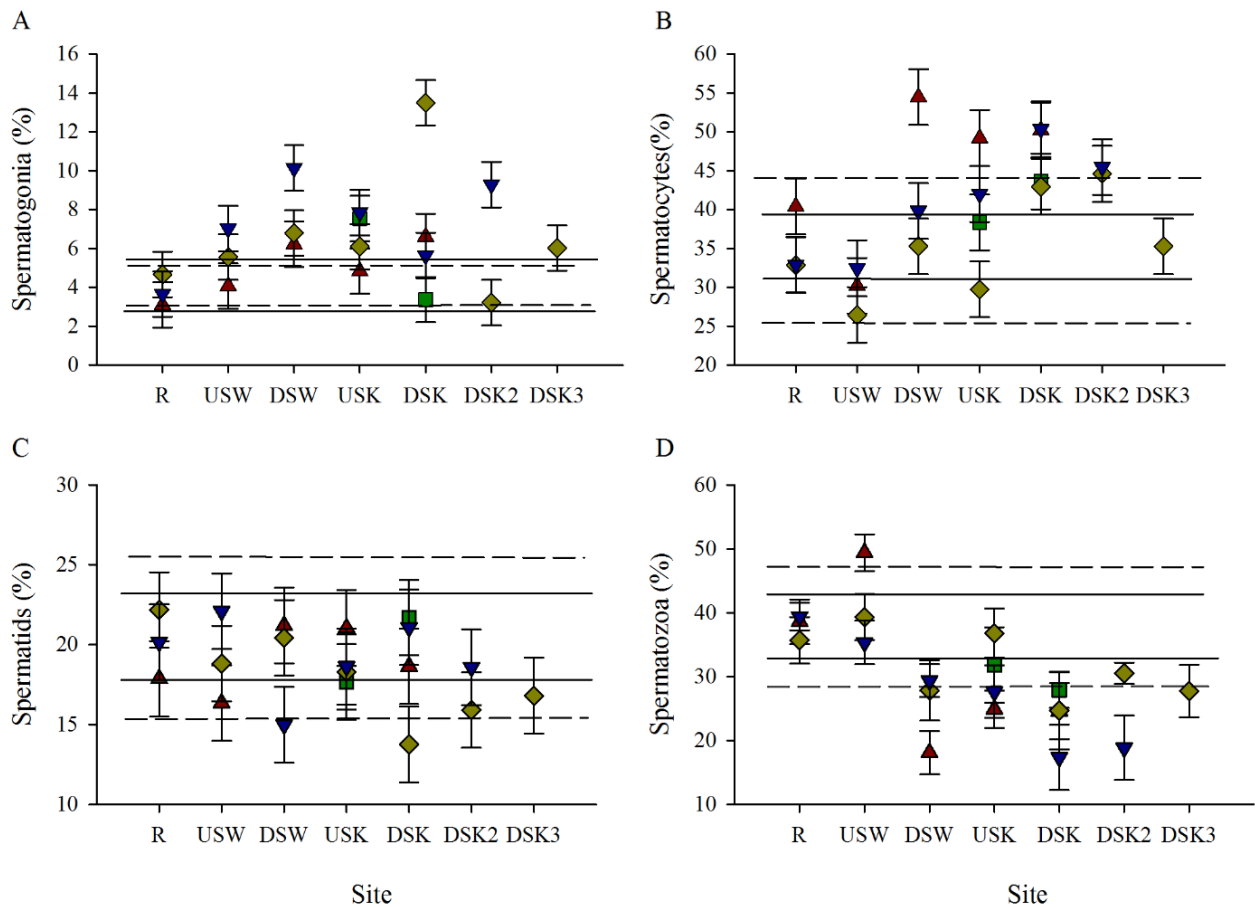 A
Spermatogonia (%)
16
14
12
10
8
6
4
2
0
R USW DSW USK DSK DSK2 DSK3
B
Spermatocytes(%)
60
55
50
45
40
35
30
25
20
R USW DSW USK DSK DSK2 DSK3
C
Spermatids (%)
30
25
20
15
10
R USW DSW USK DSK DSK2 DSK3
Site
D
Spermatozoa (%)
60
50
40
30
20
10
R USW DSW USK DSK DSK2 DSK3
Site